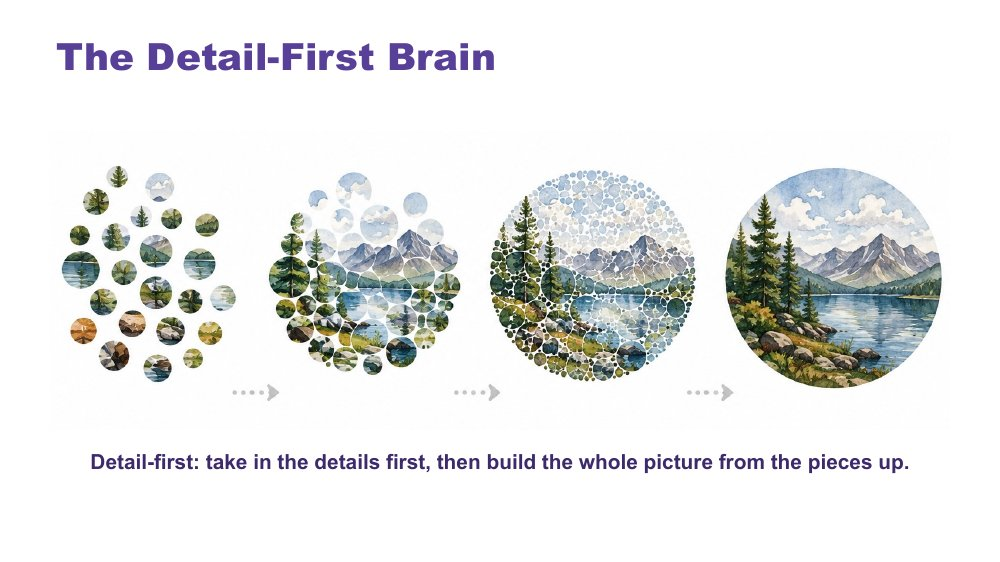 The Detail-First Brain
Detail-first: take in the details first, then build the whole picture from the pieces up.